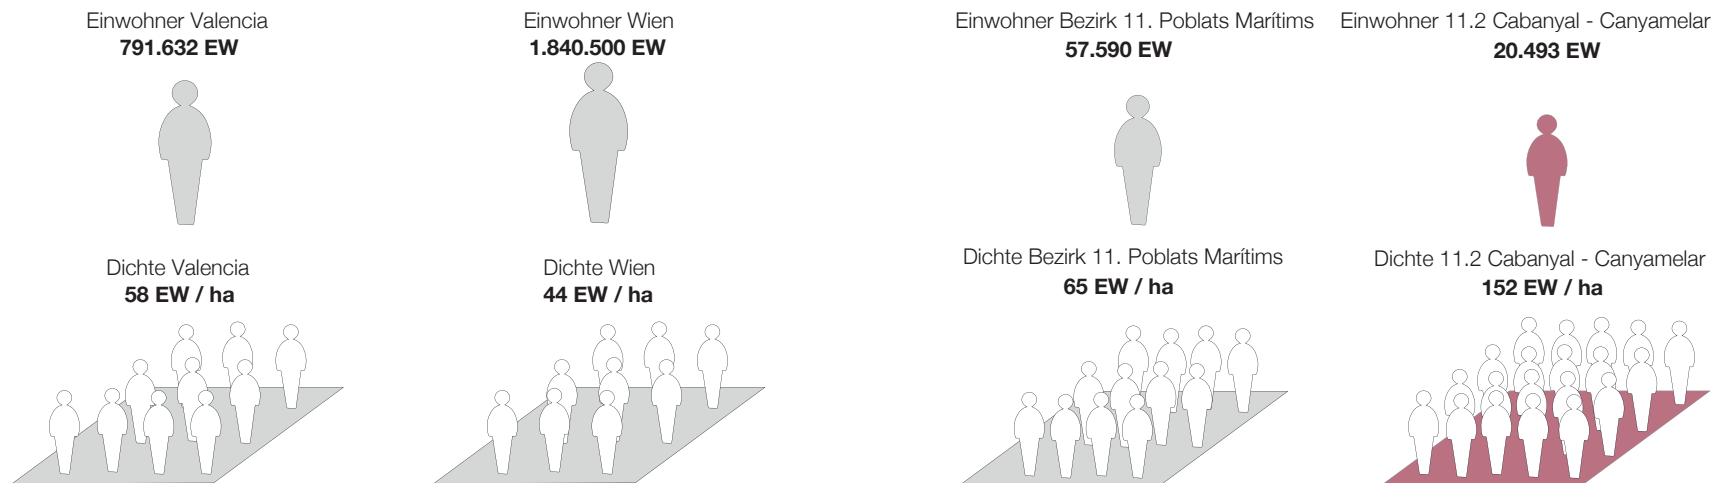 Einwohner Valencia
791.632 EW
Einwohner Wien
1.840.500 EW
Einwohner Bezirk 11. Poblats Marítims
57.590 EW
Einwohner 11.2 Cabanyal - Canyamelar
20.493 EW
Dichte Valencia
58 EW / ha
Dichte Wien
44 EW / ha
Dichte Bezirk 11. Poblats Marítims
65 EW / ha
Dichte 11.2 Cabanyal - Canyamelar
152 EW / ha